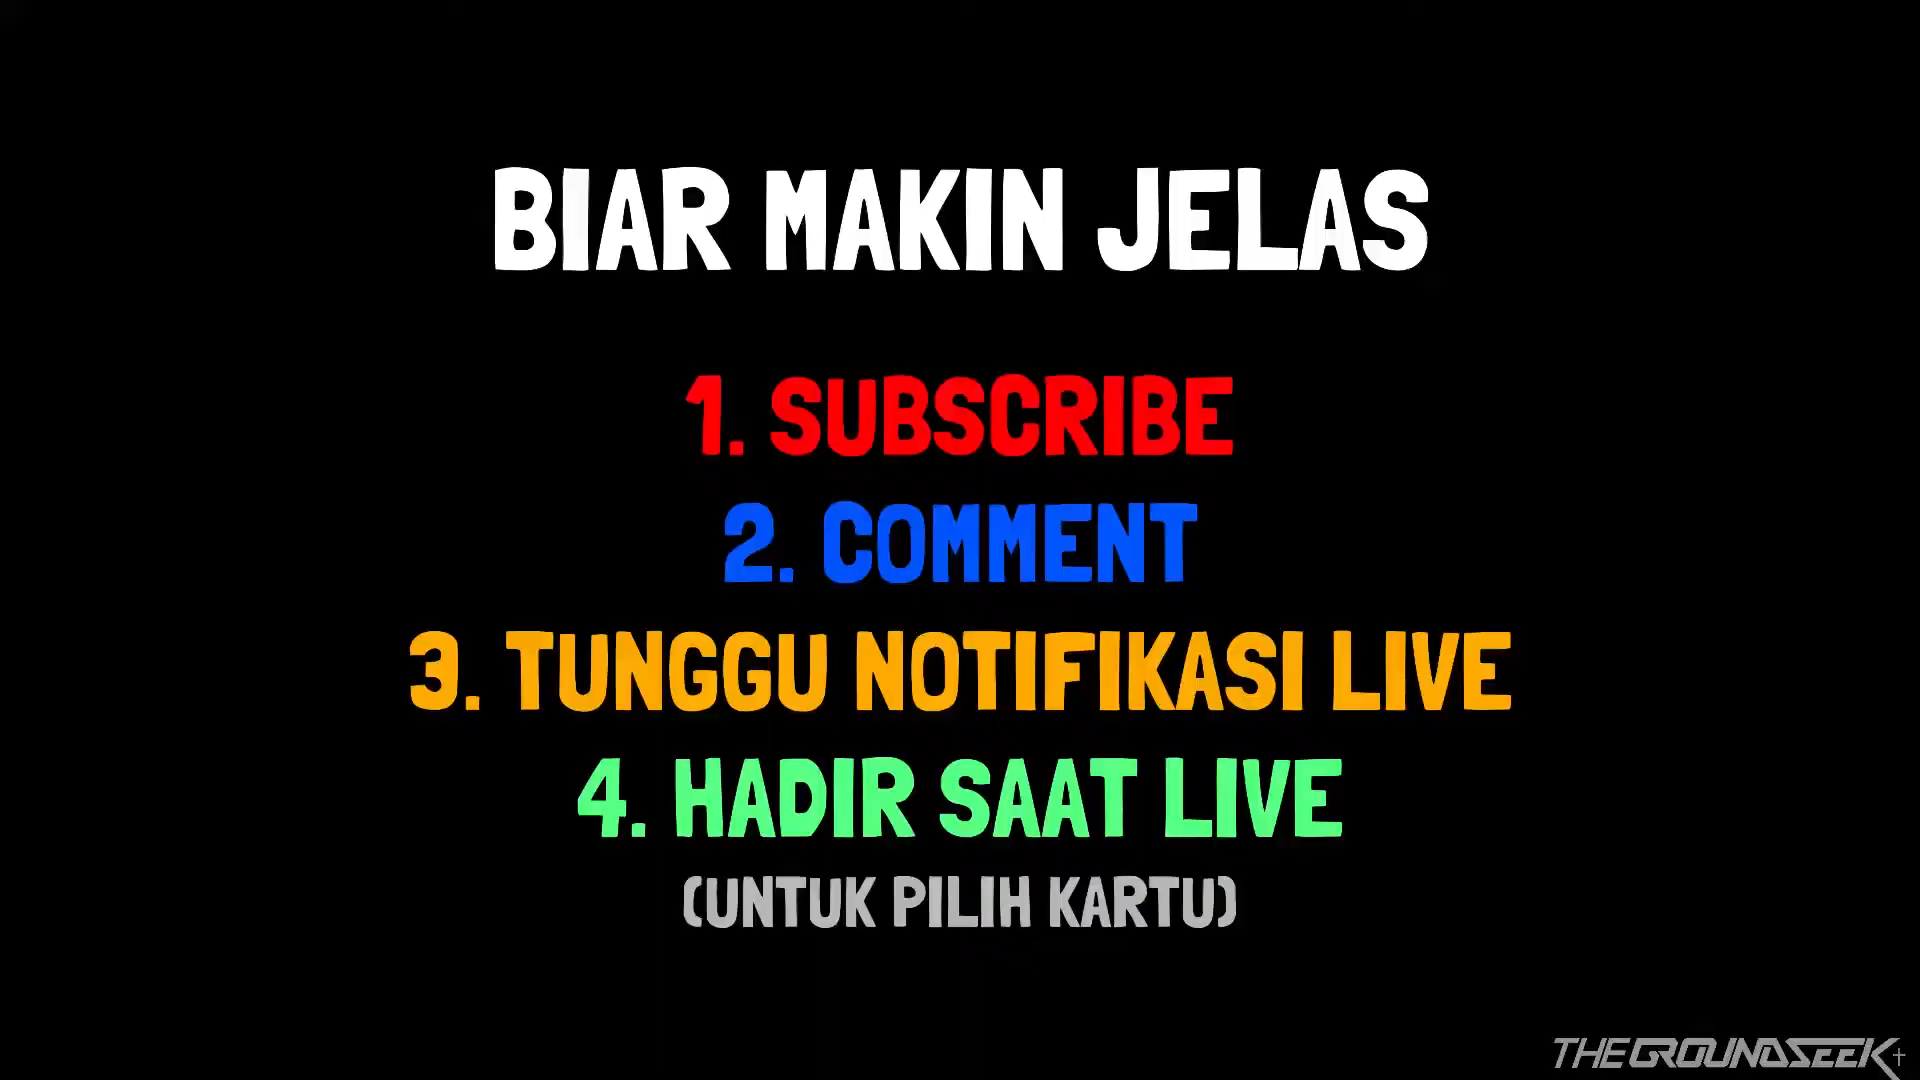 BIAR MAKIN JELAS
1. SUBSCRIBE
2. COMMENT
3. TUNGGU NOTIFIKASI LIVE
4. HADIR SAAT LIVE
(UNTUK PILIH KARTU)
THEGROUNDSEEK